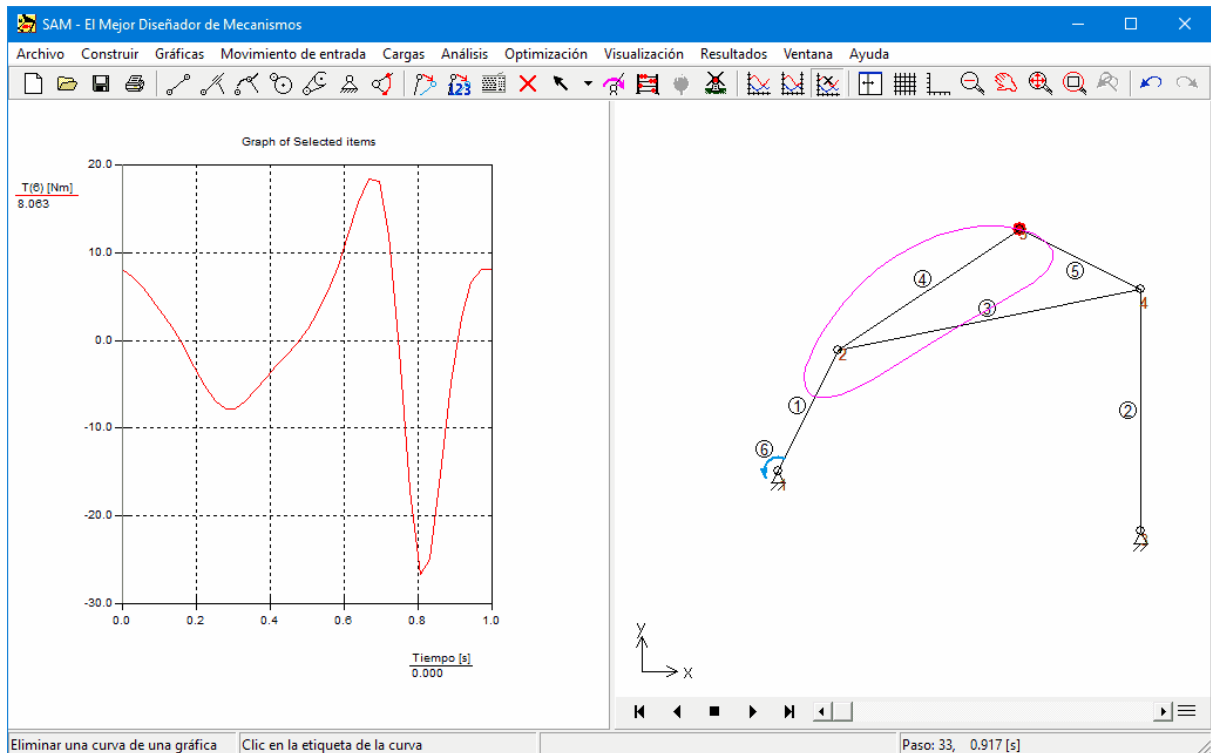 SAM - El Mejor Diseñador de Mecanismos
Archivo Construir Gráficas Movimiento de entrada Cargas Análisis Optimización Visualización Resultados Ventana Ayuda
123
Graph of Selected items
T(6) [Nm]
8.063
20.0
10.0
0.0
-10.0
-20.0
-30.0
0.0 0.2 0.4 0.6 0.8 1.0
Tiempo [s]
0.000
5
4
5
3
4
2
1
2
6
1
3
y
x
Eliminar una curva de una gráfica Clic en la etiqueta de la curva Paso: 33, 0.917 [s]